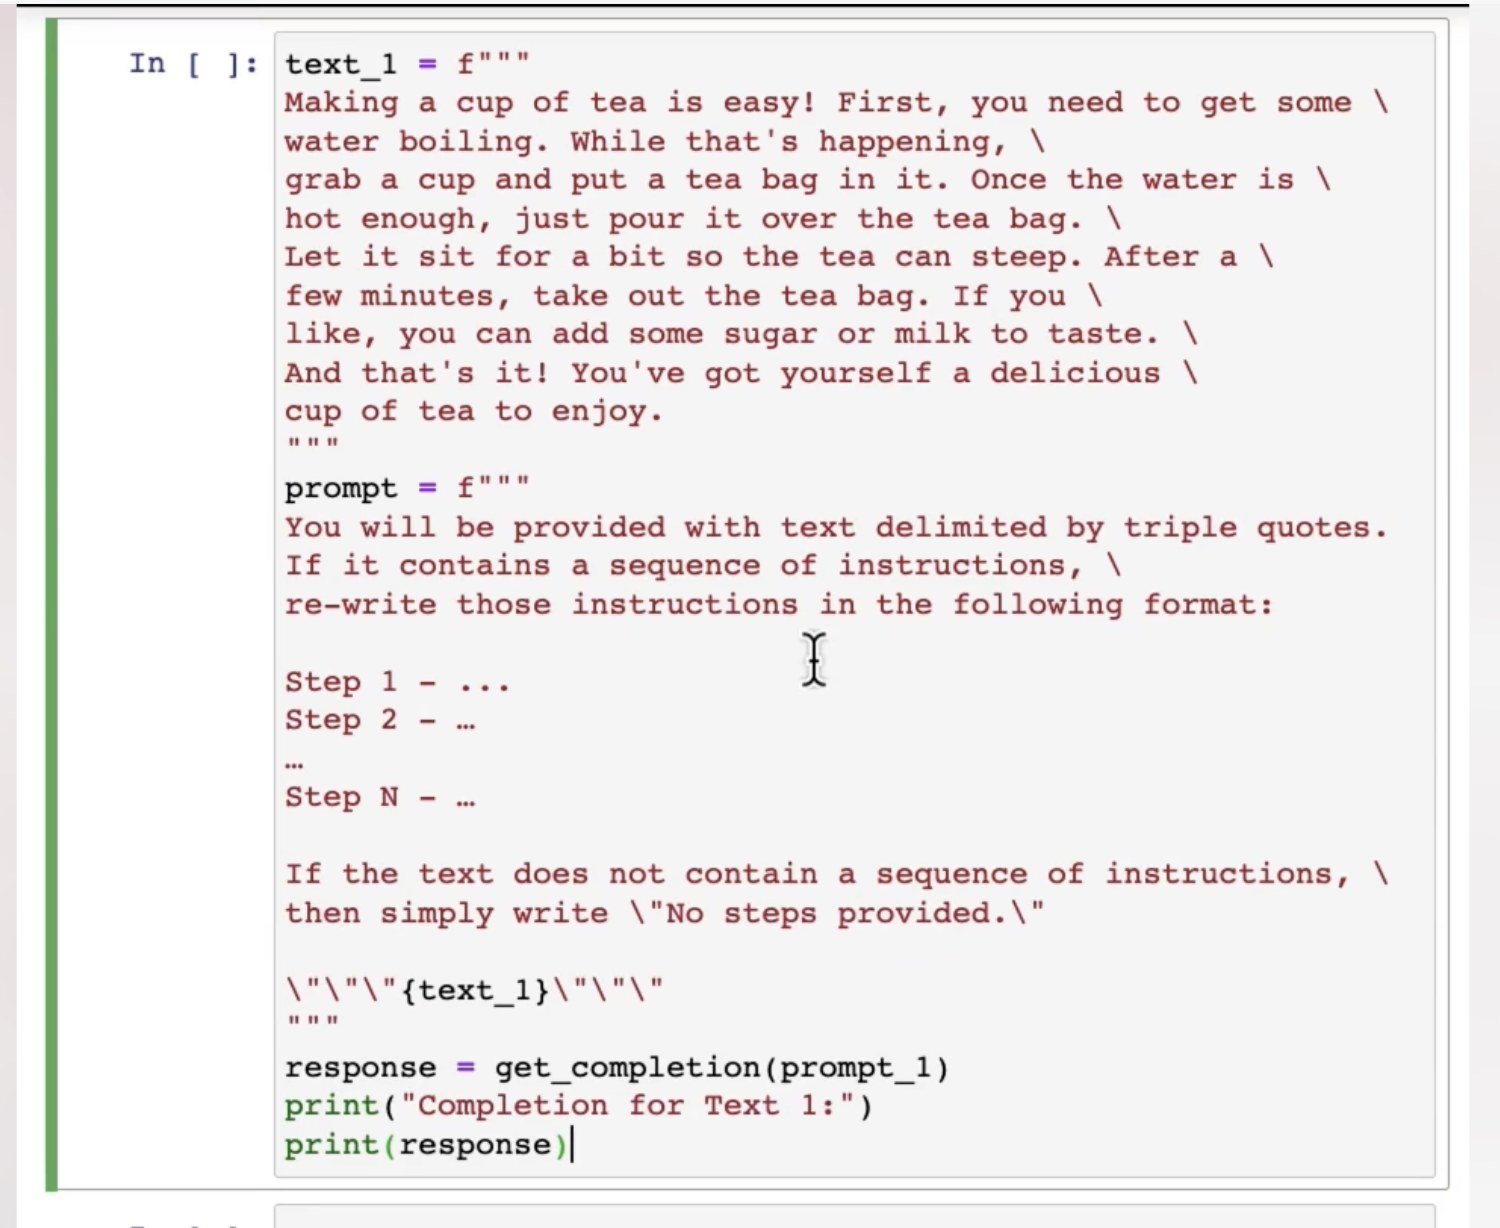 In [ ]: text_1 = f"""
Making a cup of tea is easy! First, you need to get some \
water boiling. While that's happening, \
grab a cup and put a tea bag in it. Once the water is \
hot enough, just pour it over the tea bag. \
Let it sit for a bit so the tea can steep. After a \
few minutes, take out the tea bag. If you \
like, you can add some sugar or milk to taste. \
And that's it! You've got yourself a delicious \
cup of tea to enjoy.
"""
prompt = f"""
You will be provided with text delimited by triple quotes.
If it contains a sequence of instructions, \
re-write those instructions in the following format:

Step 1 - ...
Step 2 - …
…
Step N - …

If the text does not contain a sequence of instructions, \
then simply write \"No steps provided.\"

\"\"\"{text_1}\"\"\"
"""
response = get_completion(prompt_1)
print("Completion for Text 1:")
print(response)